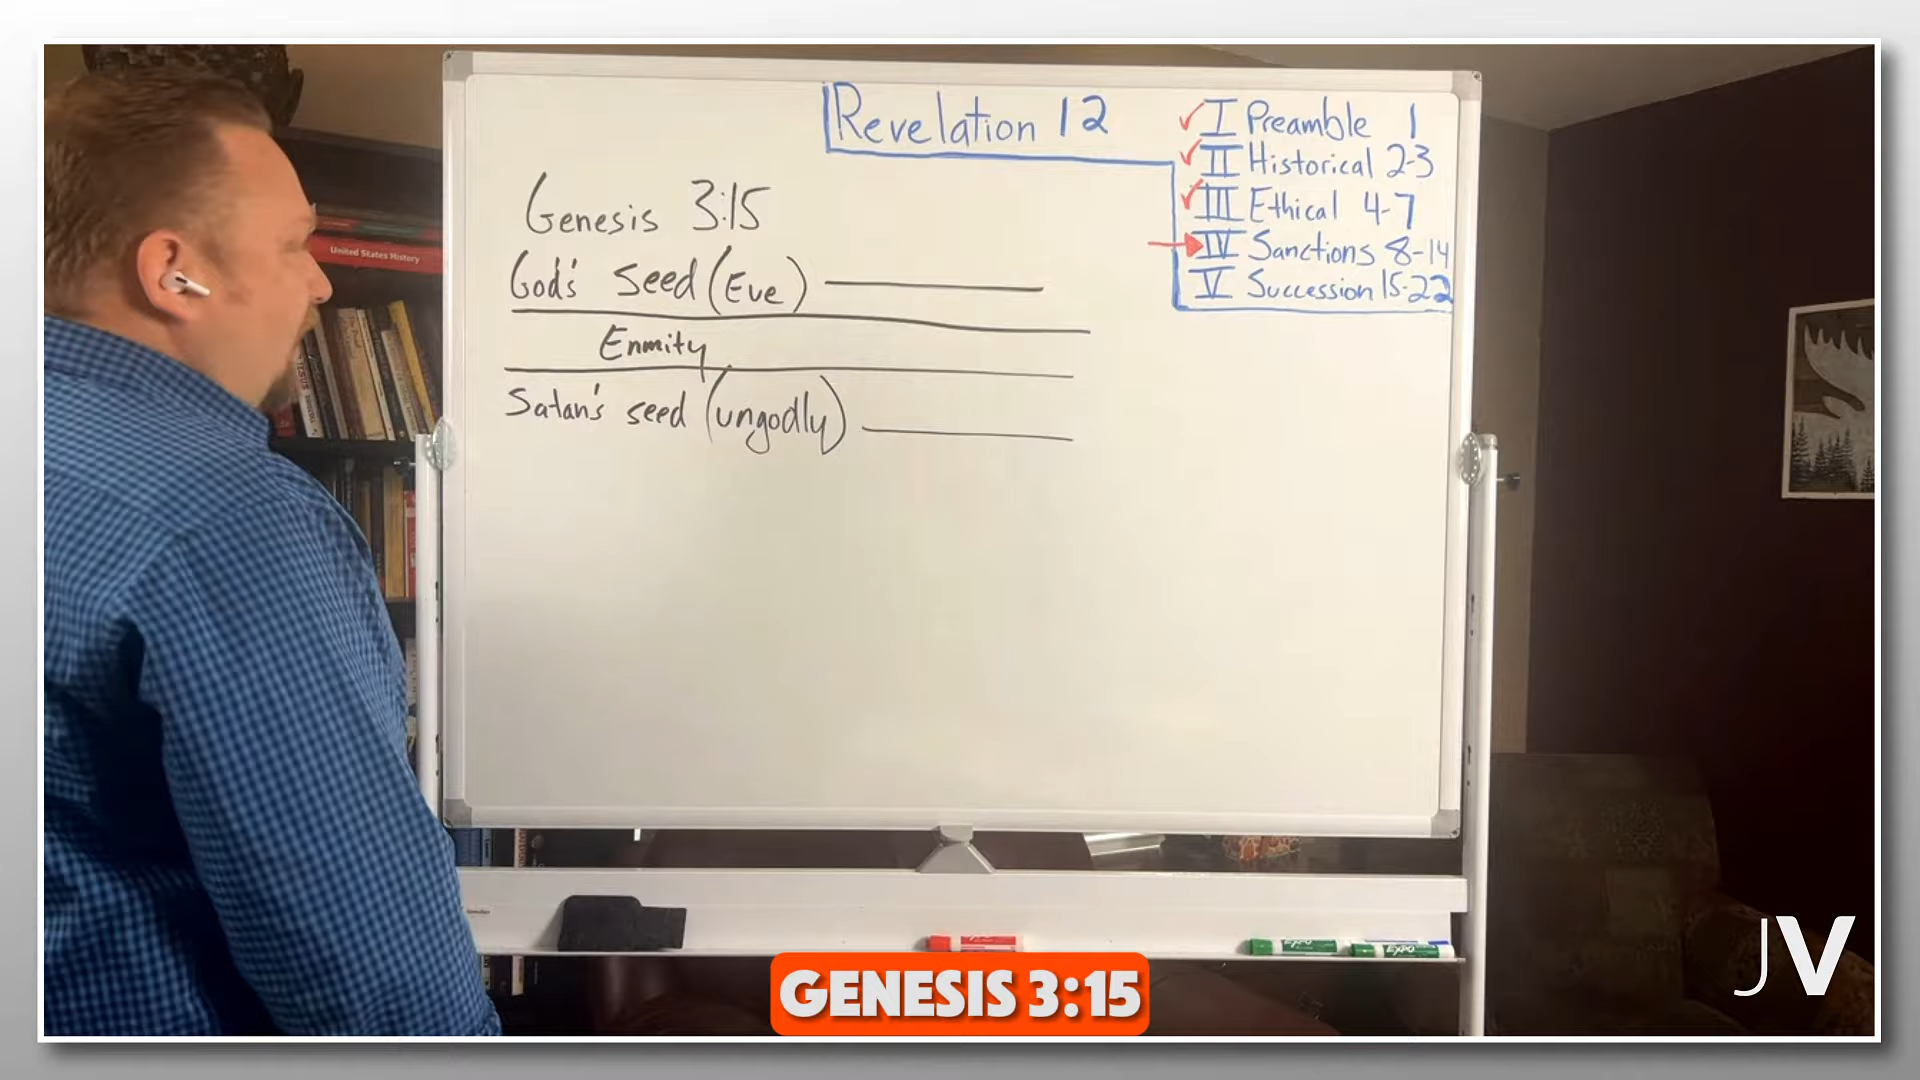 Revelation 12
I Preamble 1
II Historical 2-3
III Ethical 4-7
IV Sanctions 8-14
V Succession 15-22
Genesis 3:15
God's seed (Eve)
Enmity
Satan's seed (ungodly)
United States History
EXPO
EXPO
GENESIS 3:15
JV